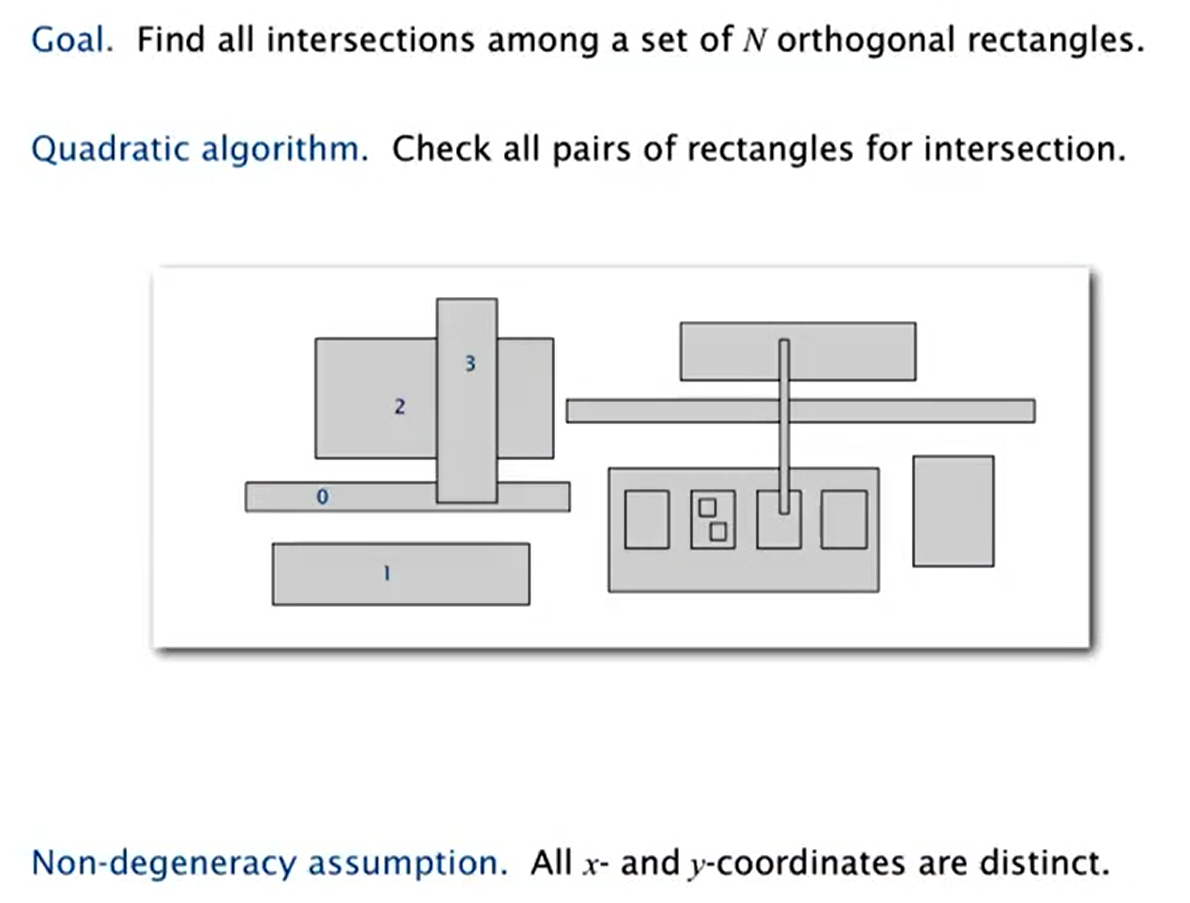 Goal. Find all intersections among a set of N orthogonal rectangles.
Quadratic algorithm. Check all pairs of rectangles for intersection.
3
2
0
1
Non-degeneracy assumption. All x- and y-coordinates are distinct.